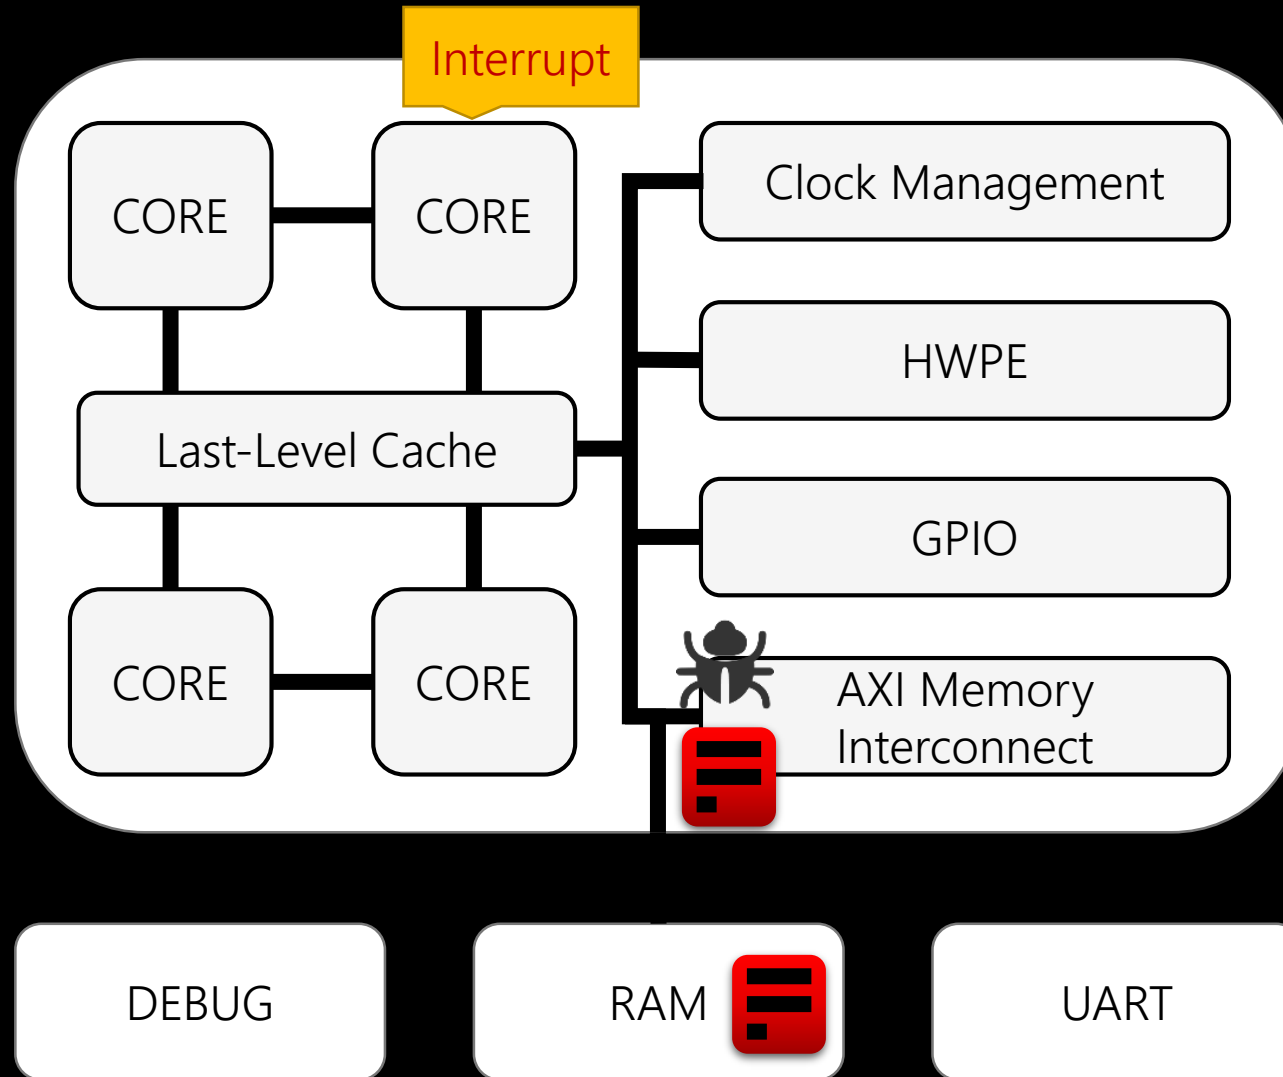 Interrupt
CORE
CORE
Clock Management
HWPE
Last-Level Cache
GPIO
CORE
CORE
AXI Memory
Interconnect
DEBUG
RAM
UART